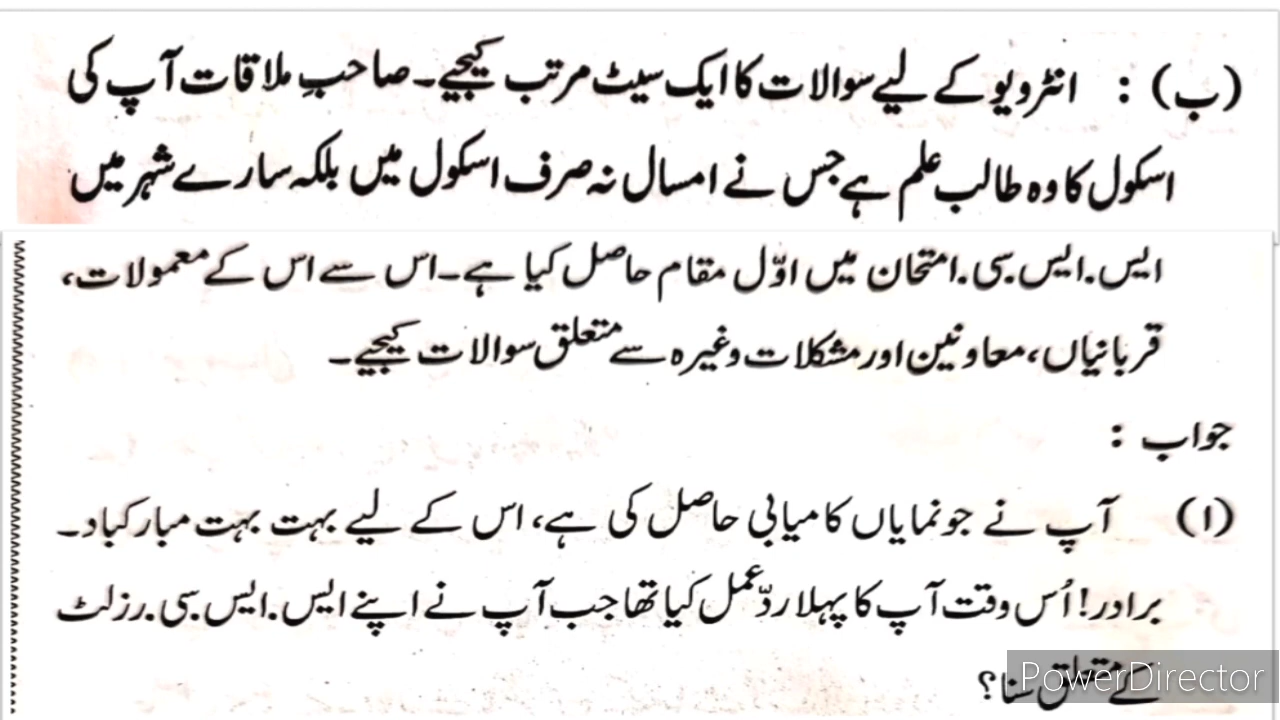 (ب) : انٹرویو کے لیے سوالات کا ایک سیٹ مرتب کیجیے۔ صاحبِ ملاقات آپ کی
اسکول کا وہ طالب علم ہے جس نے امسال نہ صرف اسکول میں بلکہ سارے شہر میں
ایس.ایس.سی.امتحان میں اوّل مقام حاصل کیا ہے۔اس سے اس کے معمولات،
قربانیاں، معاونین اور مشکلات وغیرہ سے متعلق سوالات کیجیے۔
جواب :
(۱) آپ نے جو نمایاں کامیابی حاصل کی ہے، اس کے لیے بہت بہت مبارکباد۔
برادر! اُس وقت آپ کا پہلا ردِّعمل کیا تھا جب آپ نے اپنے ایس.ایس.سی.رزلٹ
کے متعلق سنا؟
PowerDirector